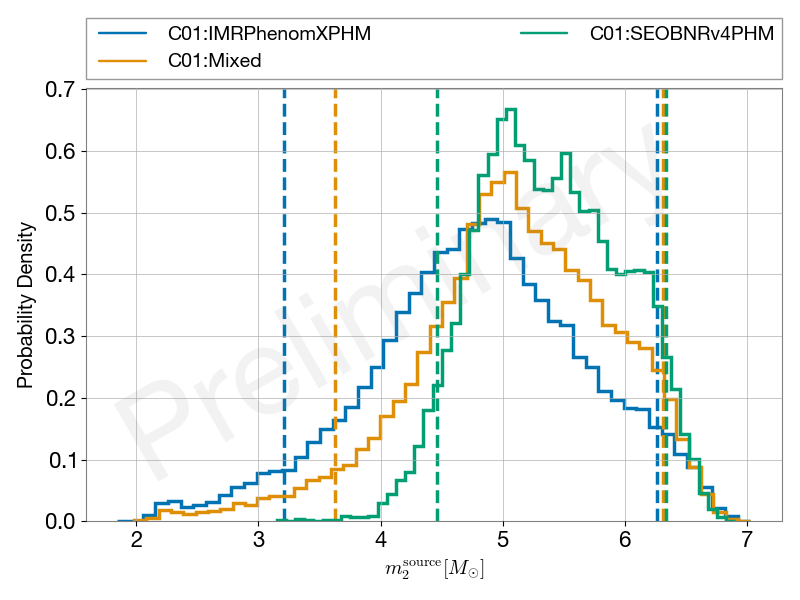 C01:IMRPhenomXPHM
C01:SEOBNRv4PHM
C01:Mixed
0.7
0.6
0.5
0.4
0.3
0.2
0.1
0.0
Probability Density
Preliminary
2 3 4 5 6 7
m₂^source [M_⊙]